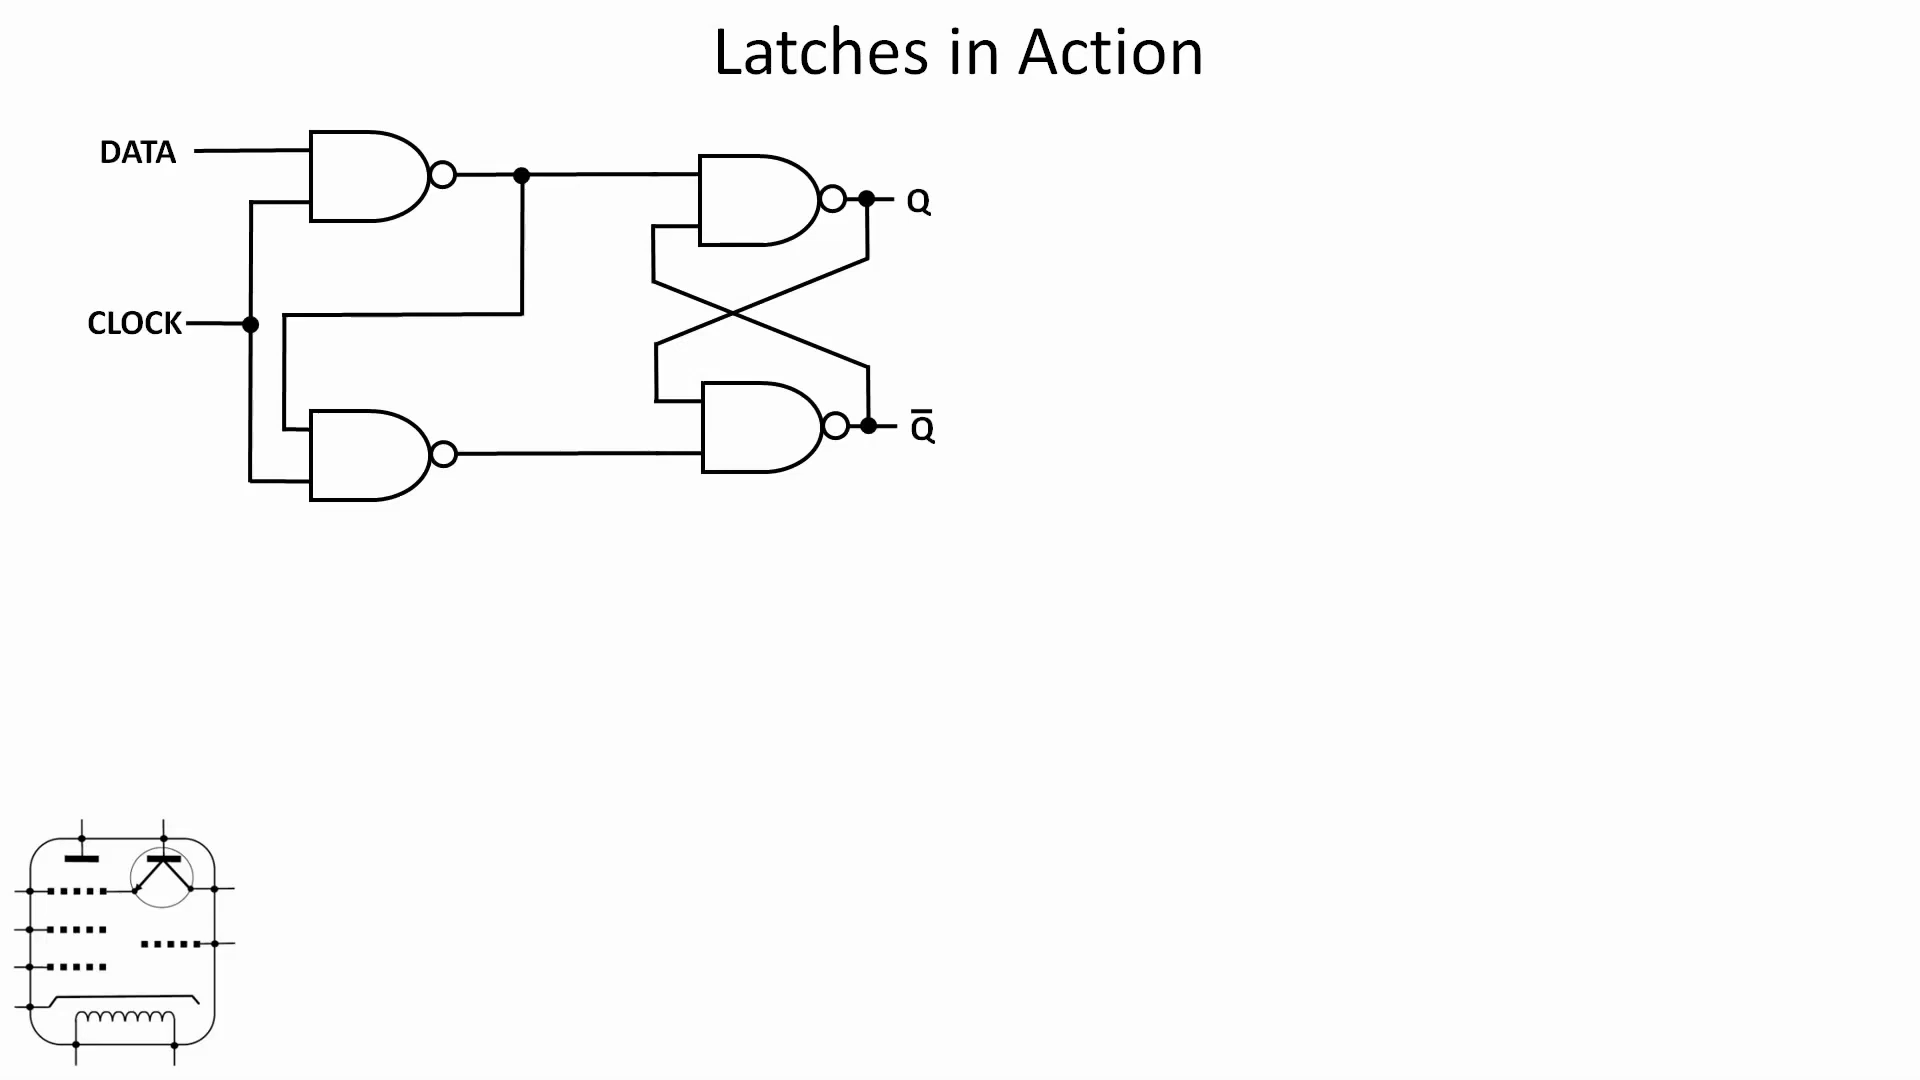 Latches in Action
DATA
Q
CLOCK
Q̅